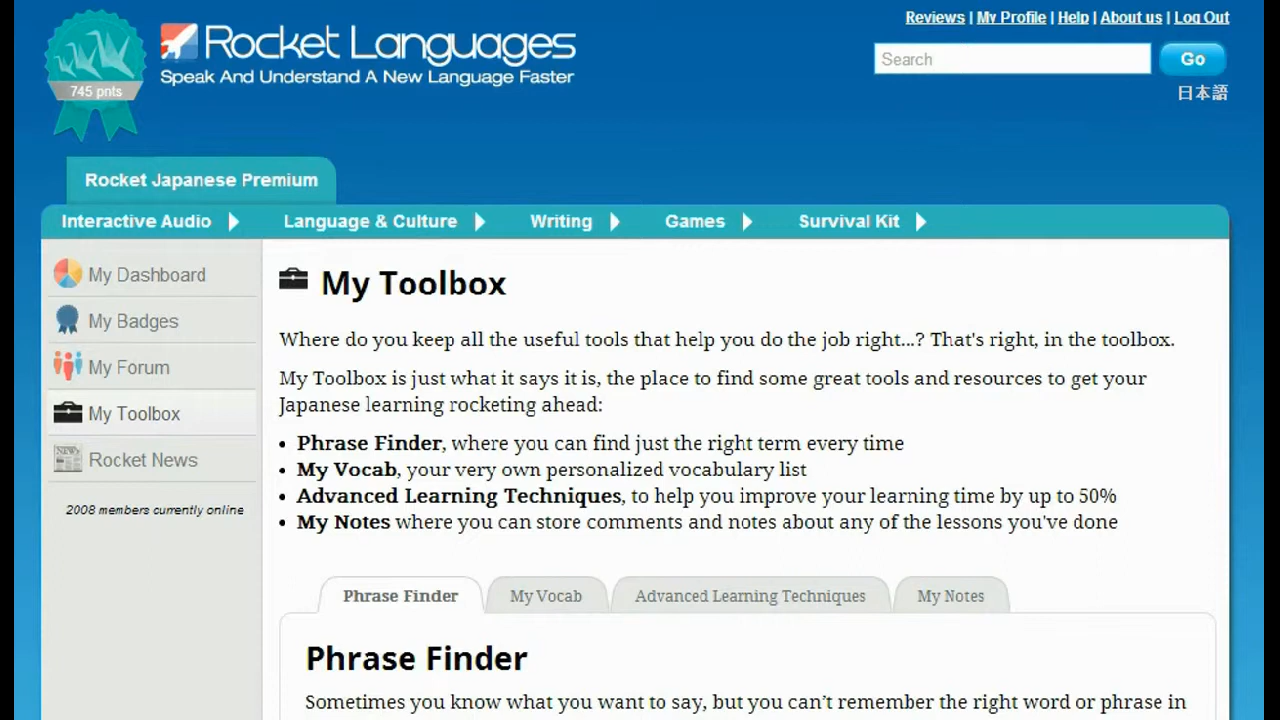 Reviews | My Profile | Help | About us | Log Out
Rocket Languages
Speak And Understand A New Language Faster
Search
Go
745 pnts
日本語
Rocket Japanese Premium
Interactive Audio
Language & Culture
Writing
Games
Survival Kit
My Dashboard
My Badges
My Forum
My Toolbox
NEWS
Rocket News
2008 members currently online
My Toolbox
Where do you keep all the useful tools that help you do the job right...? That's right, in the toolbox.
My Toolbox is just what it says it is, the place to find some great tools and resources to get your
Japanese learning rocketing ahead:
• Phrase Finder, where you can find just the right term every time
• My Vocab, your very own personalized vocabulary list
• Advanced Learning Techniques, to help you improve your learning time by up to 50%
• My Notes where you can store comments and notes about any of the lessons you've done
Phrase Finder
My Vocab
Advanced Learning Techniques
My Notes
Phrase Finder
Sometimes you know what you want to say, but you can't remember the right word or phrase in